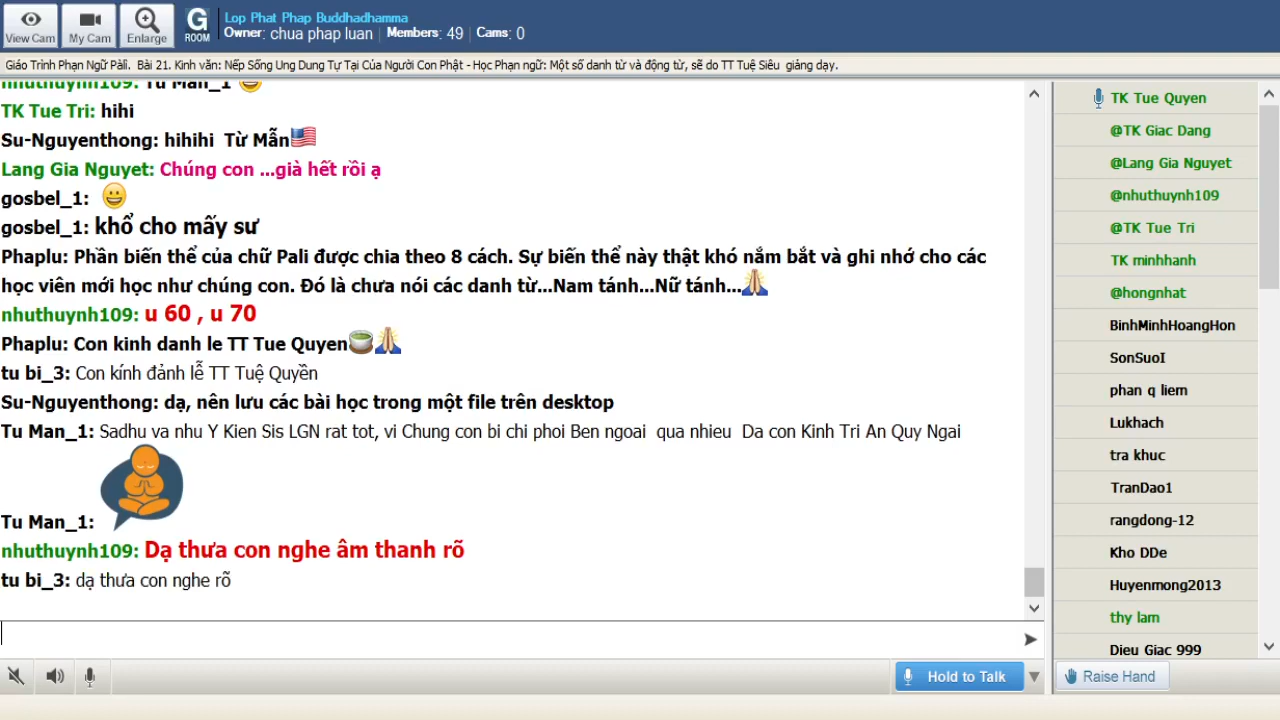 View Cam
My Cam
Enlarge
G
ROOM
Lop Phat Phap Buddhadhamma
Owner: chua phap luan Members: 49 Cams: 0
Giáo Trình Phạn Ngữ Pàli. Bài 21. Kinh văn: Nếp Sống Ung Dung Tự Tại Của Người Con Phật - Học Phạn ngữ: Một số danh từ và động từ, sẽ do TT Tuệ Siêu giảng dạy.
nhuthuynh109: Tu Man_1
TK Tue Tri: hihi
Su-Nguyenthong: hihihi Từ Mẫn
Lang Gia Nguyet: Chúng con ...già hết rồi ạ
gosbel_1:
gosbel_1: khổ cho mấy sư
Phaplu: Phần biến thể của chữ Pali được chia theo 8 cách. Sự biến thể này thật khó nắm bắt và ghi nhớ cho các
học viên mới học như chúng con. Đó là chưa nói các danh từ...Nam tánh...Nữ tánh...
nhuthuynh109: u 60 , u 70
Phaplu: Con kinh danh le TT Tue Quyen
tu bi_3: Con kính đảnh lễ TT Tuệ Quyền
Su-Nguyenthong: dạ, nên lưu các bài học trong một file trên desktop
Tu Man_1: Sadhu va nhu Y Kien Sis LGN rat tot, vi Chung con bi chi phoi Ben ngoai qua nhieu Da con Kinh Tri An Quy Ngai
Tu Man_1:
nhuthuynh109: Dạ thưa con nghe âm thanh rõ
tu bi_3: dạ thưa con nghe rõ
Hold to Talk
TK Tue Quyen
@TK Giac Dang
@Lang Gia Nguyet
@nhuthuynh109
@TK Tue Tri
TK minhhanh
@hongnhat
BinhMinhHoangHon
SonSuoI
phan q liem
Lukhach
tra khuc
TranDao1
rangdong-12
Kho DDe
Huyenmong2013
thy lam
Dieu Giac 999
Raise Hand